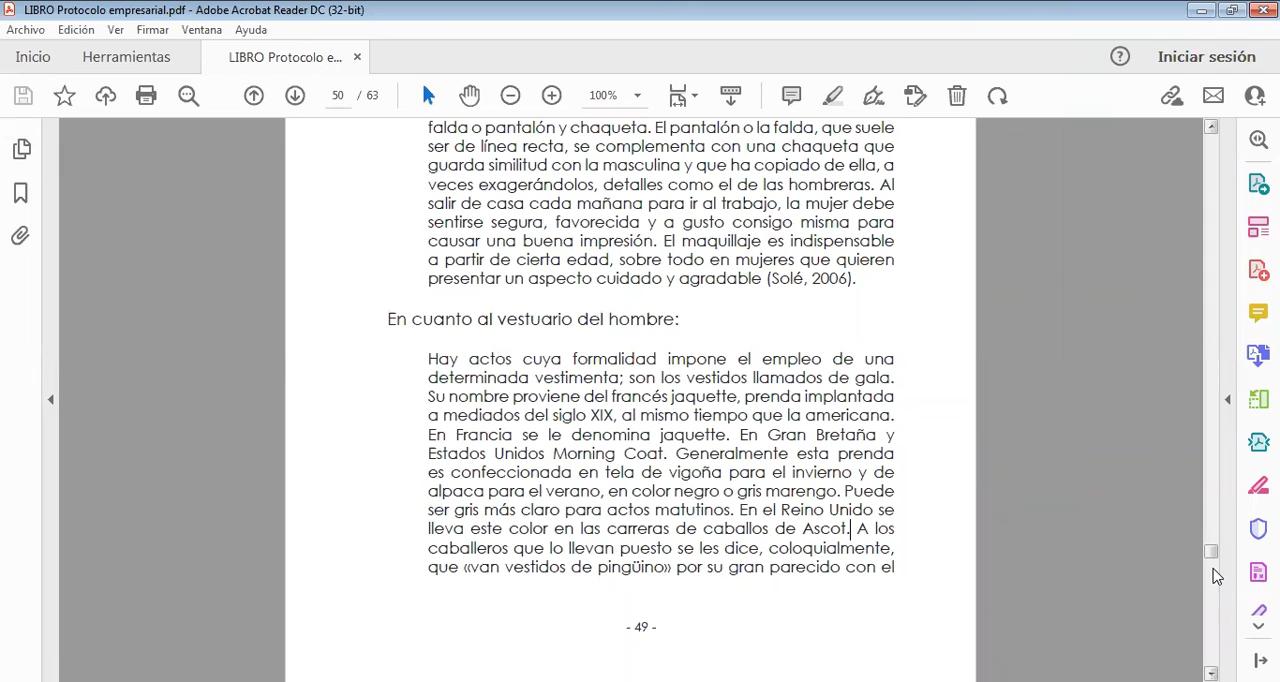 LIBRO Protocolo empresarial.pdf - Adobe Acrobat Reader DC (32-bit)
Archivo Edición Ver Firmar Ventana Ayuda
Inicio Herramientas LIBRO Protocolo e... Iniciar sesión
50 / 63 100%
falda o pantalón y chaqueta. El pantalón o la falda, que suele
ser de línea recta, se complementa con una chaqueta que
guarda similitud con la masculina y que ha copiado de ella, a
veces exagerándolos, detalles como el de las hombreras. Al
salir de casa cada mañana para ir al trabajo, la mujer debe
sentirse segura, favorecida y a gusto consigo misma para
causar una buena impresión. El maquillaje es indispensable
a partir de cierta edad, sobre todo en mujeres que quieren
presentar un aspecto cuidado y agradable (Solé, 2006).
En cuanto al vestuario del hombre:
Hay actos cuya formalidad impone el empleo de una
determinada vestimenta; son los vestidos llamados de gala.
Su nombre proviene del francés jaquette, prenda implantada
a mediados del siglo XIX, al mismo tiempo que la americana.
En Francia se le denomina jaquette. En Gran Bretaña y
Estados Unidos Morning Coat. Generalmente esta prenda
es confeccionada en tela de vigoña para el invierno y de
alpaca para el verano, en color negro o gris marengo. Puede
ser gris más claro para actos matutinos. En el Reino Unido se
lleva este color en las carreras de caballos de Ascot. A los
caballeros que lo llevan puesto se les dice, coloquialmente,
que «van vestidos de pingüino» por su gran parecido con el
- 49 -